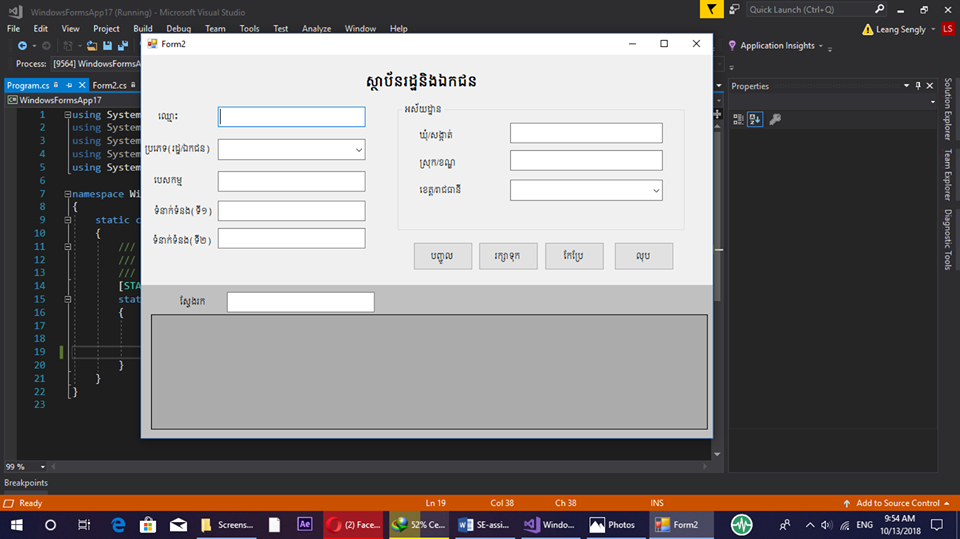 WindowsFormsApp17 (Running) - Microsoft Visual Studio
Quick Launch (Ctrl+Q)
File Edit View Project Build Debug Team Tools Test Analyze Window Help
Leang Sengly LS
Process: [9564] WindowsFormsA
Application Insights
Form2
Program.cs Form2.cs
WindowsFormsApp17
Properties
Solution Explorer
Team Explorer
Diagnostic Tools
ស្ថាប័នរដ្ឋនិងឯកជន
ឈ្មោះ
ប្រភេទ(រដ្ឋ/ឯកជន)
បេសកម្ម
ទំនាក់ទំនង(ទី១)
ទំនាក់ទំនង(ទី២)
អស័យដ្ឋាន
ឃុំ/សង្កាត់
ស្រុក/ខណ្ឌ
ខេត្ត/រាជធានី
បញ្ចូល រក្សាទុក កែប្រែ លុប
ស្វែងរក
1 using System
2 using System
3 using System
4 using System
5 using System
6
7 namespace Wi
8 {
9 static c
10 {
11 ///
12 ///
13 ///
14 [STA
15 stat
16 {
17
18
19
20 }
21 }
22 }
23
99 %
Breakpoints
Ready Ln 19 Col 38 Ch 38 INS Add to Source Control
Screens... Ae (2) Face... 52% Ce... SE-assi... Windo... Photos Form2
ENG 9:54 AM
10/13/2018